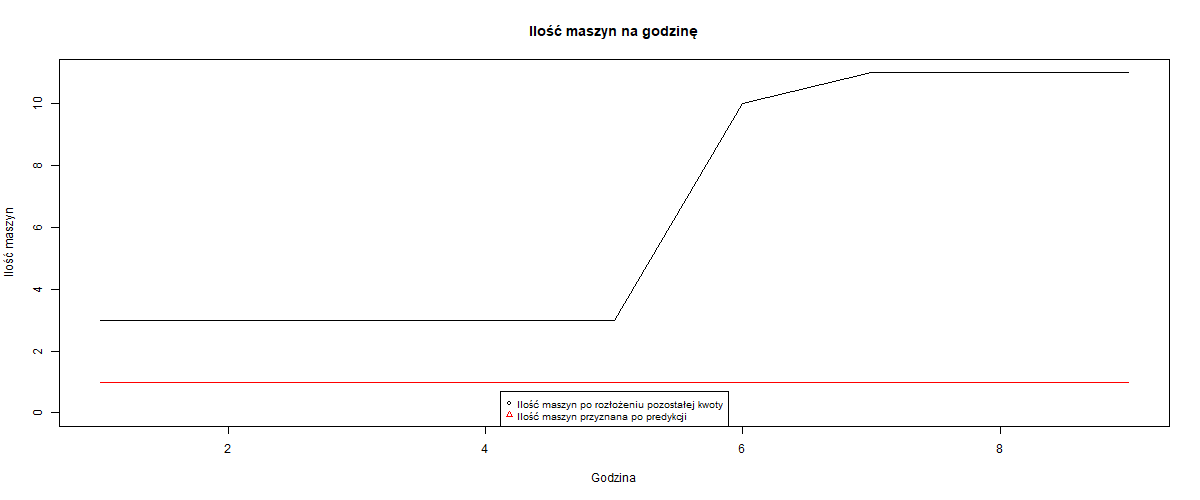 Ilość maszyn na godzinę
Ilość maszyn
10
8
6
4
2
0
Ilość maszyn po rozłożeniu pozostałej kwoty
Ilość maszyn przyznana po predykcji
2 4 6 8
Godzina